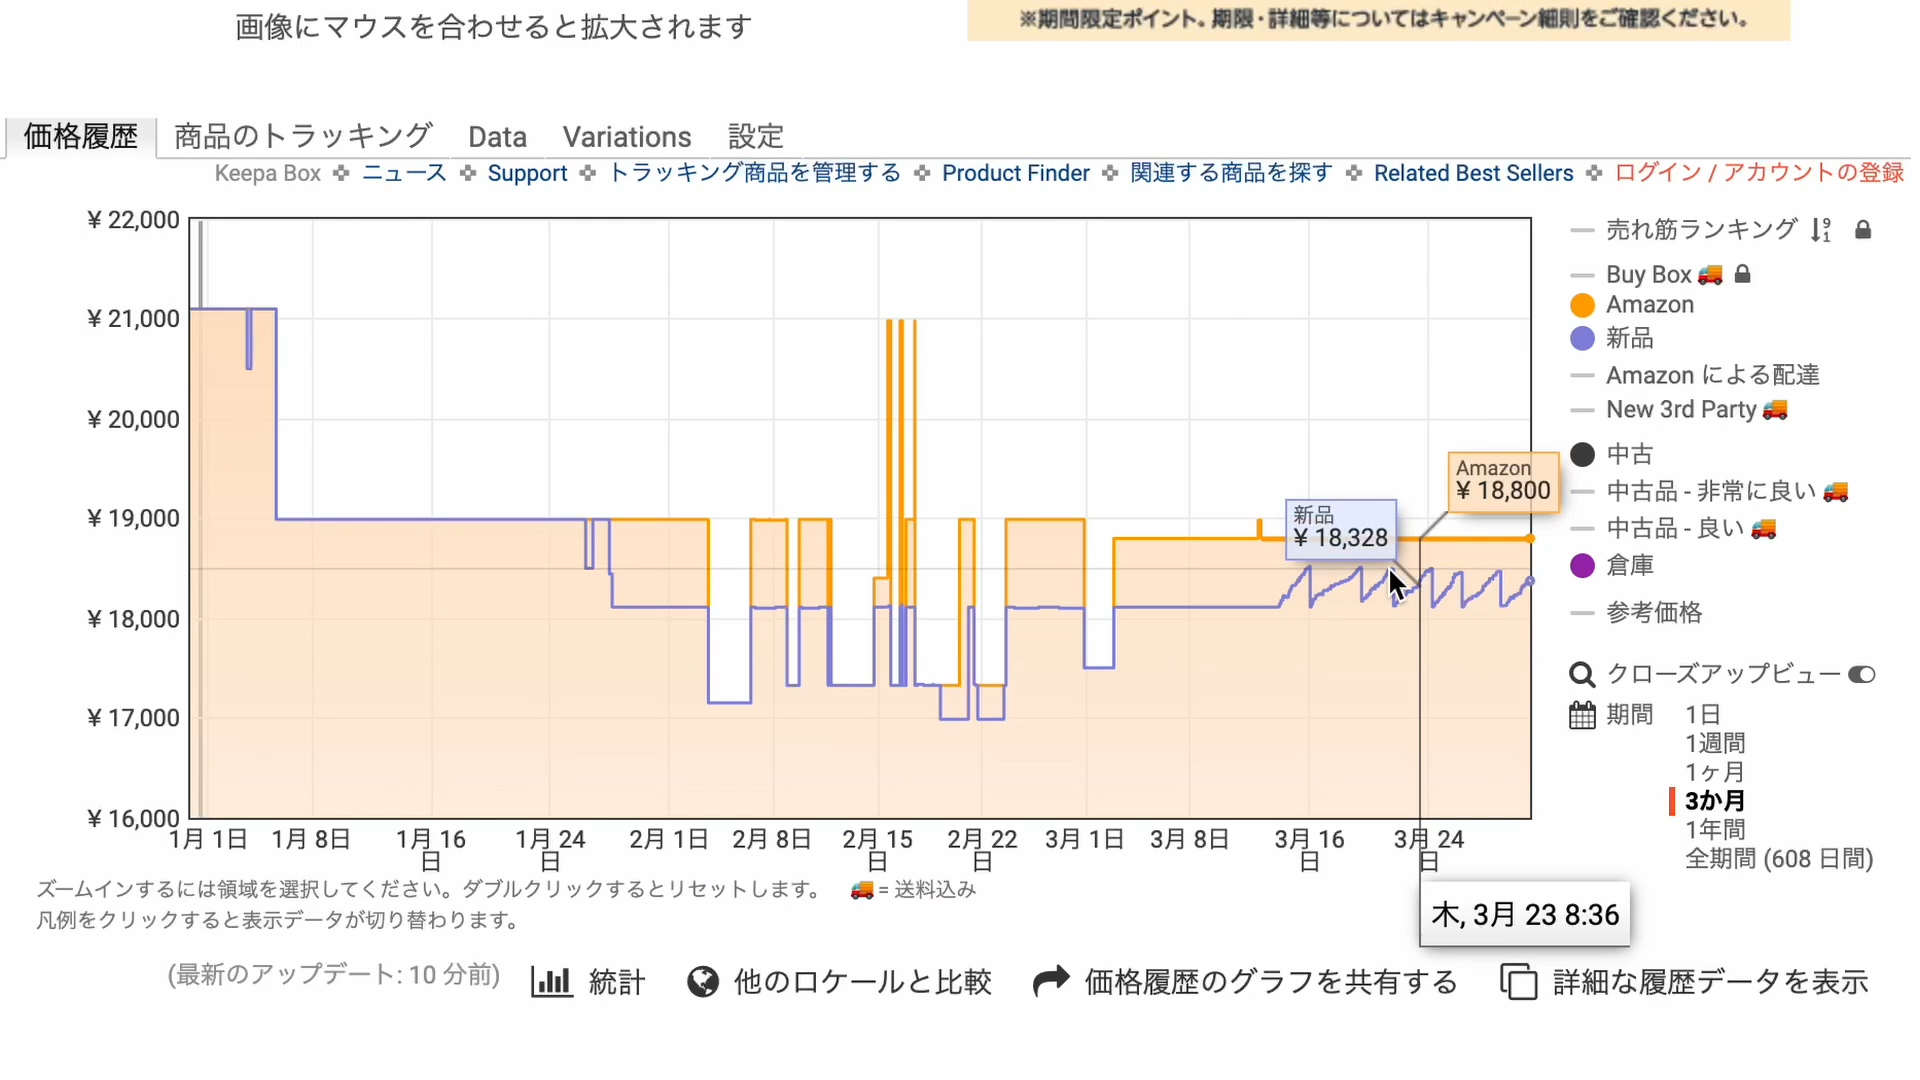 画像にマウスを合わせると拡大されます
※期間限定ポイント。期限・詳細等についてはキャンペーン細則をご確認ください。
価格履歴 商品のトラッキング Data Variations 設定
Keepa Box ニュース Support トラッキング商品を管理する Product Finder 関連する商品を探す Related Best Sellers ログイン / アカウントの登録
¥ 22,000
¥ 21,000
¥ 20,000
¥ 19,000
¥ 18,000
¥ 17,000
¥ 16,000
Amazon
¥ 18,800
新品
¥ 18,328
1月 1日 1月 8日 1月 16日 1月 24日 2月 1日 2月 8日 2月 15日 2月 22日 3月 1日 3月 8日 3月 16日 3月 24日
木, 3月 23 8:36
売れ筋ランキング
Buy Box
Amazon
新品
Amazon による配達
New 3rd Party
中古
中古品 - 非常に良い
中古品 - 良い
倉庫
参考価格
クローズアップビュー
期間 1日
1週間
1ヶ月
3か月
1年間
全期間 (608 日間)
ズームインするには領域を選択してください。ダブルクリックするとリセットします。 = 送料込み
凡例をクリックすると表示データが切り替わります。
(最新のアップデート: 10 分前) 統計 他のロケールと比較 価格履歴のグラフを共有する 詳細な履歴データを表示